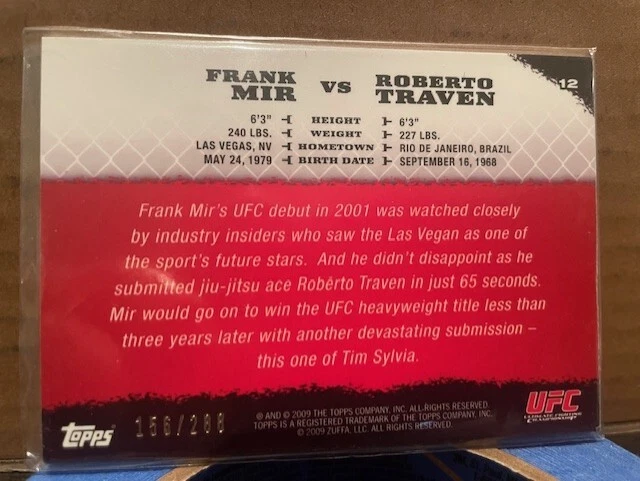 12
FRANK MIR VS ROBERTO TRAVEN
6'3" HEIGHT 6'3"
240 LBS. WEIGHT 227 LBS.
LAS VEGAS, NV HOMETOWN RIO DE JANEIRO, BRAZIL
MAY 24, 1979 BIRTH DATE SEPTEMBER 16, 1968
Frank Mir's UFC debut in 2001 was watched closely
by industry insiders who saw the Las Vegan as one of
the sport's future stars. And he didn't disappoint as he
submitted jiu-jitsu ace Robêrto Traven in just 65 seconds.
Mir would go on to win the UFC heavyweight title less than
three years later with another devastating submission –
this one of Tim Sylvia.
Topps
156/288
® AND © 2009 THE TOPPS COMPANY, INC. ALL RIGHTS RESERVED.
TOPPS IS A REGISTERED TRADEMARK OF THE TOPPS COMPANY, INC.
© 2009 ZUFFA, LLC. ALL RIGHTS RESERVED.
UFC
ULTIMATE FIGHTING
CHAMPIONSHIP